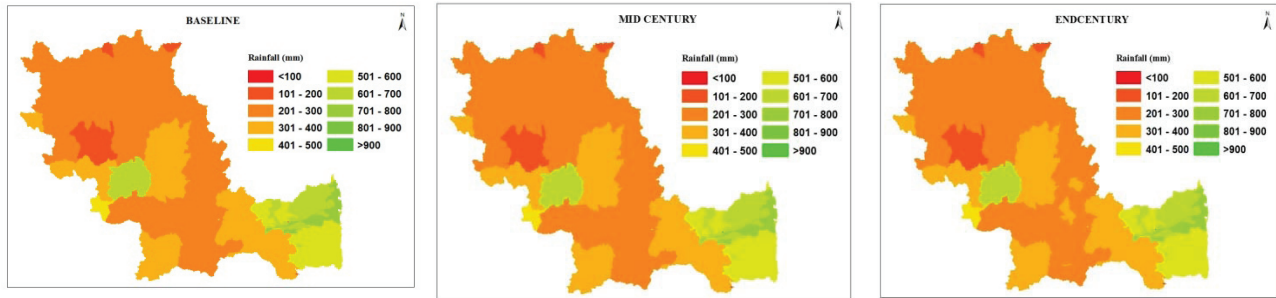 BASELINE
N
Rainfall (mm)
<100 501 - 600
101 - 200 601 - 700
201 - 300 701 - 800
301 - 400 801 - 900
401 - 500 >900
MID CENTURY
N
Rainfall (mm)
<100 501 - 600
101 - 200 601 - 700
201 - 300 701 - 800
301 - 400 801 - 900
401 - 500 >900
ENDCENTURY
N
Rainfall (mm)
<100 501 - 600
101 - 200 601 - 700
201 - 300 701 - 800
301 - 400 801 - 900
401 - 500 >900